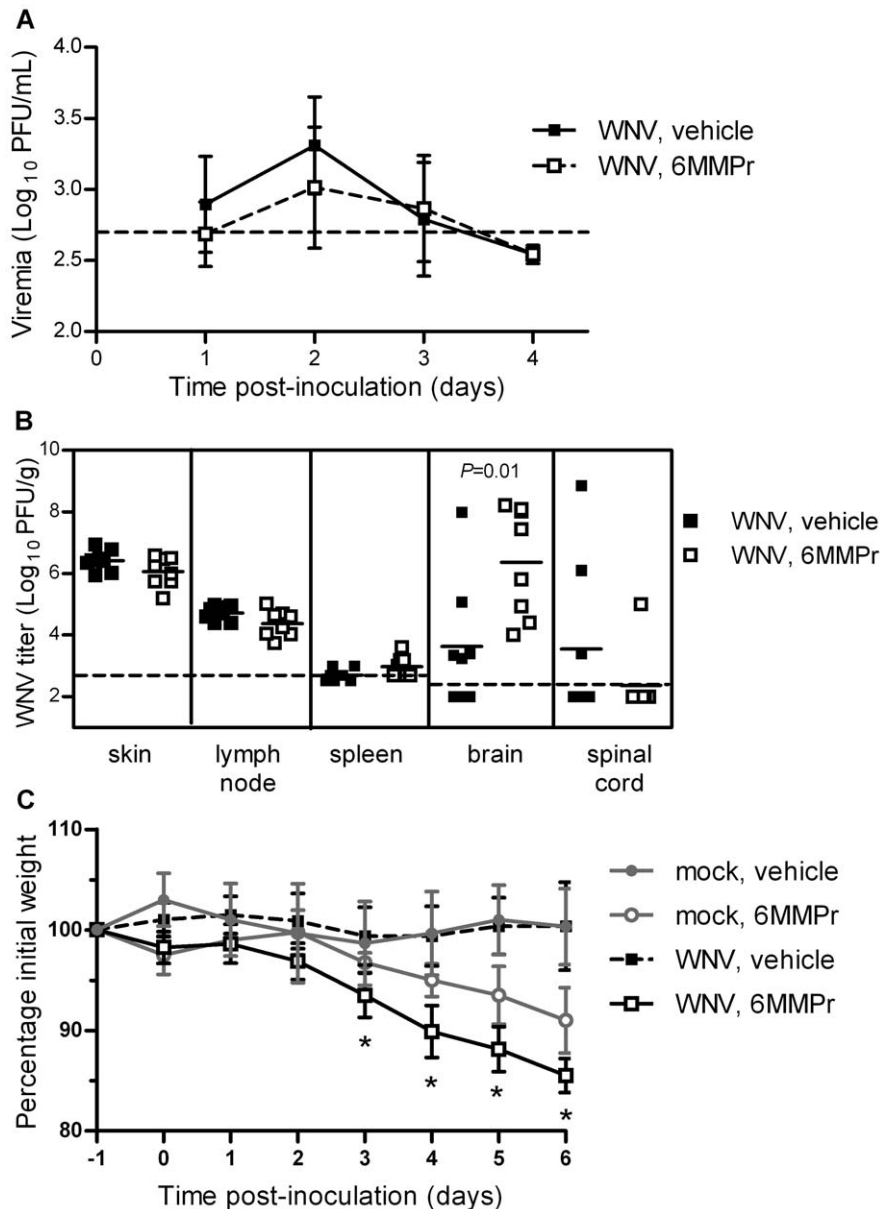 A
Viremia (Log10 PFU/mL)
4.0
3.5
3.0
2.5
2.0
0 1 2 3 4
Time post-inoculation (days)
WNV, vehicle
WNV, 6MMPr
B
WNV titer (Log10 PFU/g)
10
8
6
4
2
P=0.01
skin
lymph
node
spleen
brain
spinal
cord
WNV, vehicle
WNV, 6MMPr
C
Percentage initial weight
110
100
90
80
* * * *
-1 0 1 2 3 4 5 6
Time post-inoculation (days)
mock, vehicle
mock, 6MMPr
WNV, vehicle
WNV, 6MMPr